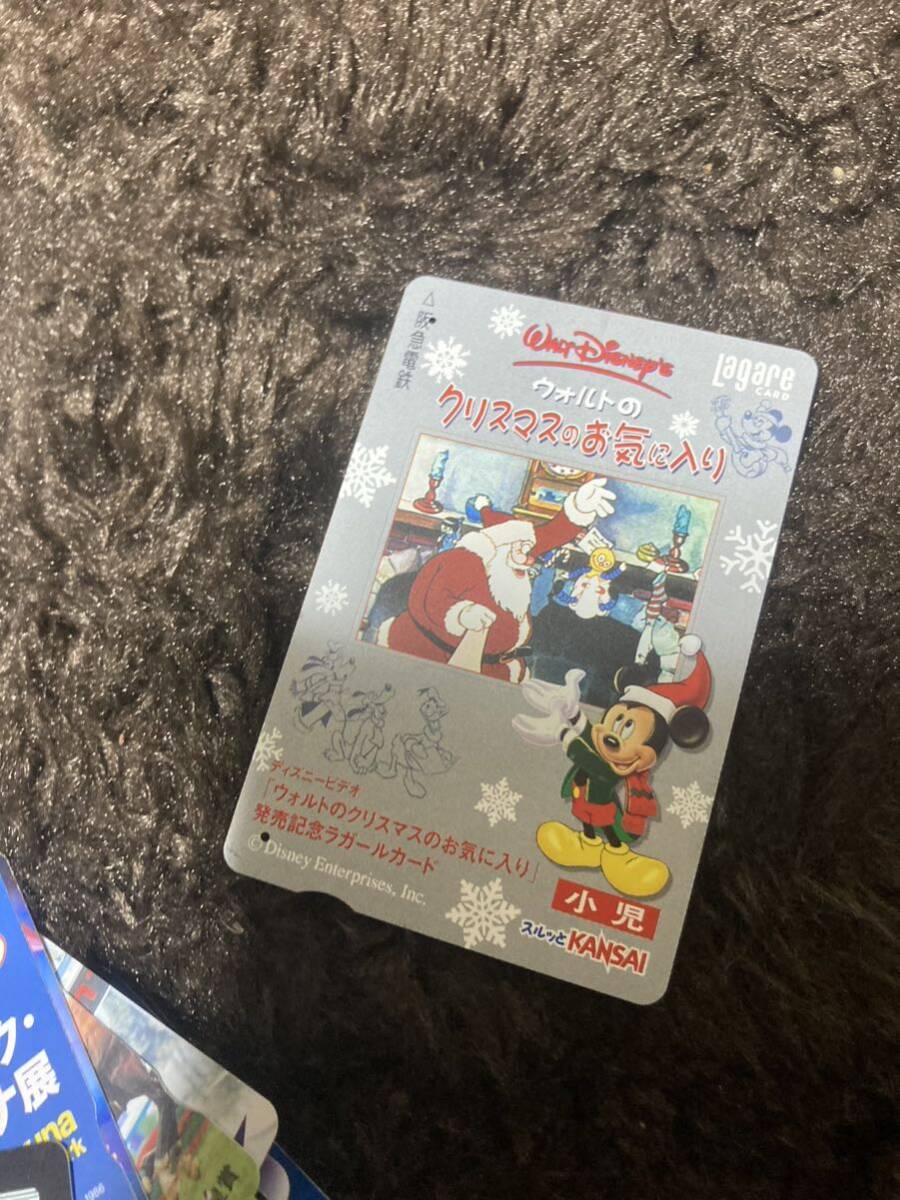 △ 阪急電鉄
Walt Disney's
Lagare
CARD
ウォルトの
クリスマスのお気に入り
ディズニービデオ
「ウォルトのクリスマスのお気に入り」
発売記念ラガールカード
© Disney Enterprises, Inc.
小児
スルッとKANSAI
展
una
1986